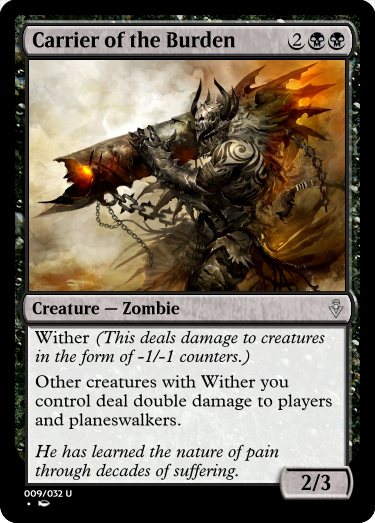 Carrier of the Burden 2
Creature — Zombie
Wither (This deals damage to creatures
in the form of -1/-1 counters.)
Other creatures with Wither you
control deal double damage to players
and planeswalkers.
He has learned the nature of pain
through decades of suffering.
2/3
009/032 U